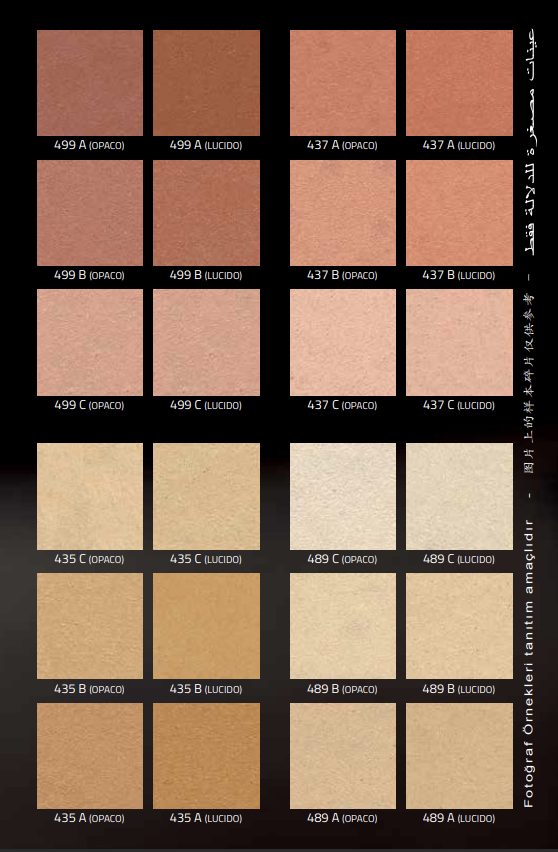 499 A (OPACO) 499 A (LUCIDO) 437 A (OPACO) 437 A (LUCIDO)
499 B (OPACO) 499 B (LUCIDO) 437 B (OPACO) 437 B (LUCIDO)
499 C (OPACO) 499 C (LUCIDO) 437 C (OPACO) 437 C (LUCIDO)
435 C (OPACO) 435 C (LUCIDO) 489 C (OPACO) 489 C (LUCIDO)
435 B (OPACO) 435 B (LUCIDO) 489 B (OPACO) 489 B (LUCIDO)
435 A (OPACO) 435 A (LUCIDO) 489 A (OPACO) 489 A (LUCIDO)
Fotoğraf Örnekleri tanıtım amaçlıdır - 图片上的样本碎片仅供参考 - عينات مصغرة للدلالة فقط